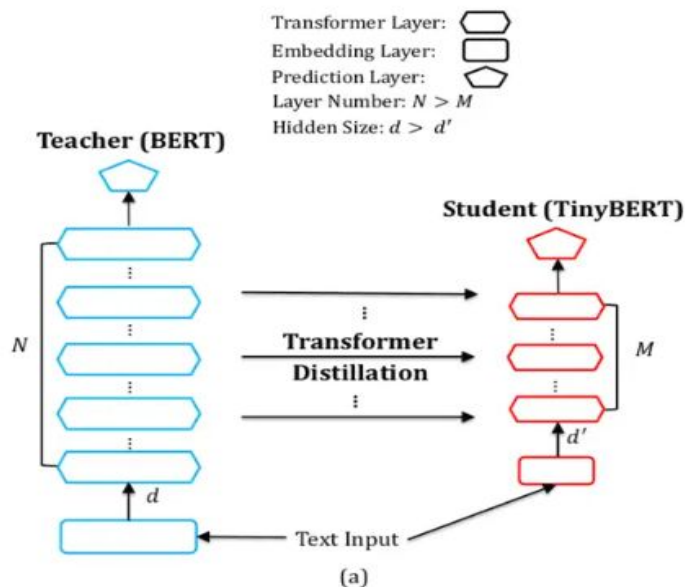 Transformer Layer:
Embedding Layer:
Prediction Layer:
Layer Number: N > M
Hidden Size: d > d′
Teacher (BERT)
Student (TinyBERT)
⋮
⋮
N
⋮
Transformer
⋮
M
Distillation
⋮
⋮
⋮
⋮
d′
d
Text Input
(a)